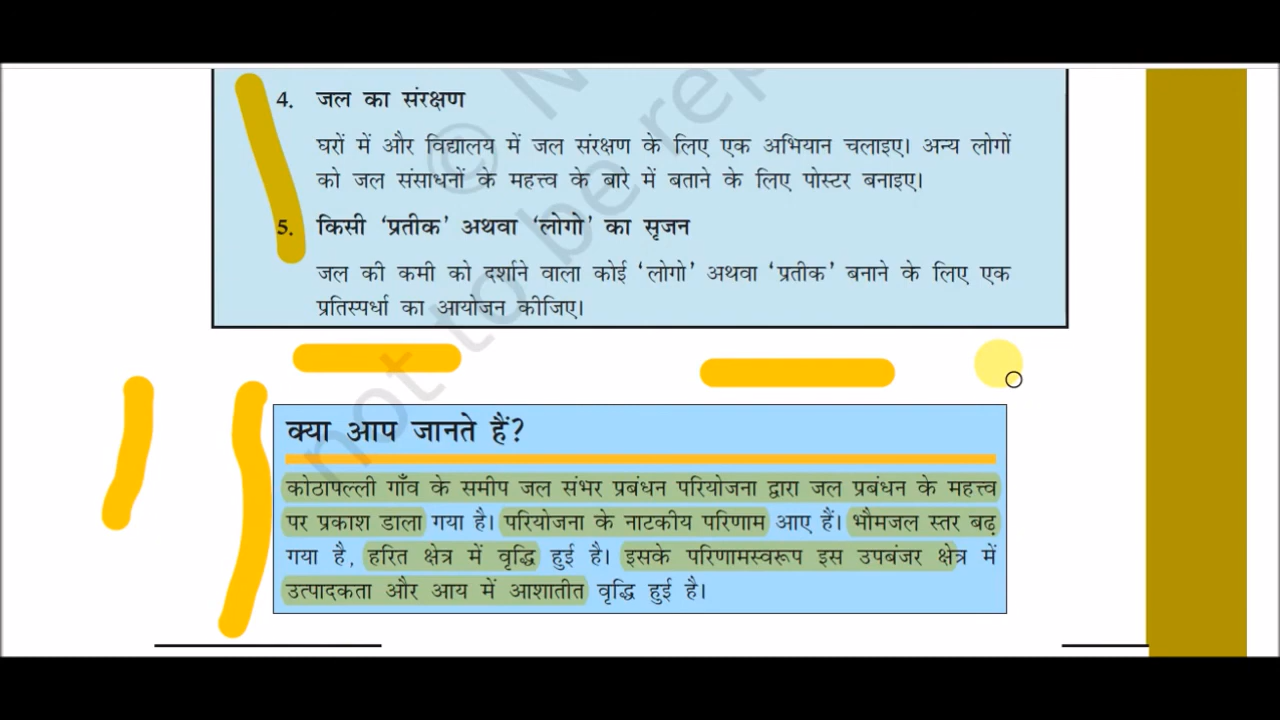 4. जल का संरक्षण
घरों में और विद्यालय में जल संरक्षण के लिए एक अभियान चलाइए। अन्य लोगों
को जल संसाधनों के महत्त्व के बारे में बताने के लिए पोस्टर बनाइए।
5. किसी ‘प्रतीक’ अथवा ‘लोगो’ का सृजन
जल की कमी को दर्शाने वाला कोई ‘लोगो’ अथवा ‘प्रतीक’ बनाने के लिए एक
प्रतिस्पर्धा का आयोजन कीजिए।
क्या आप जानते हैं?
कोठापल्ली गाँव के समीप जल संभर प्रबंधन परियोजना द्वारा जल प्रबंधन के महत्त्व
पर प्रकाश डाला गया है। परियोजना के नाटकीय परिणाम आए हैं। भौमजल स्तर बढ़
गया है, हरित क्षेत्र में वृद्धि हुई है। इसके परिणामस्वरूप इस उपबंजर क्षेत्र में
उत्पादकता और आय में आशातीत वृद्धि हुई है।
© N
not to be rep